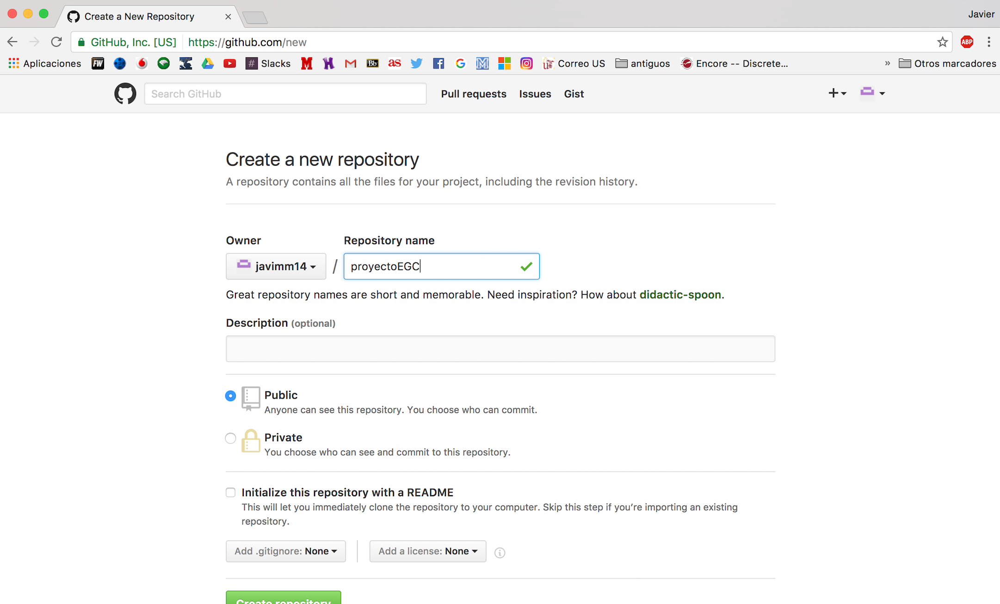 Create a New Repository
Javier
GitHub, Inc. [US] https://github.com/new
Aplicaciones FW Bb as # Slacks M H M Correo US antiguos Encore -- Discrete... » Otros marcadores
ABP
Search GitHub Pull requests Issues Gist
Create a new repository
A repository contains all the files for your project, including the revision history.
Owner Repository name
javimm14 / proyectoEGC
Great repository names are short and memorable. Need inspiration? How about didactic-spoon.
Description (optional)
Public
Anyone can see this repository. You choose who can commit.
Private
You choose who can see and commit to this repository.
Initialize this repository with a README
This will let you immediately clone the repository to your computer. Skip this step if you’re importing an existing
repository.
Add .gitignore: None Add a license: None
Create repository